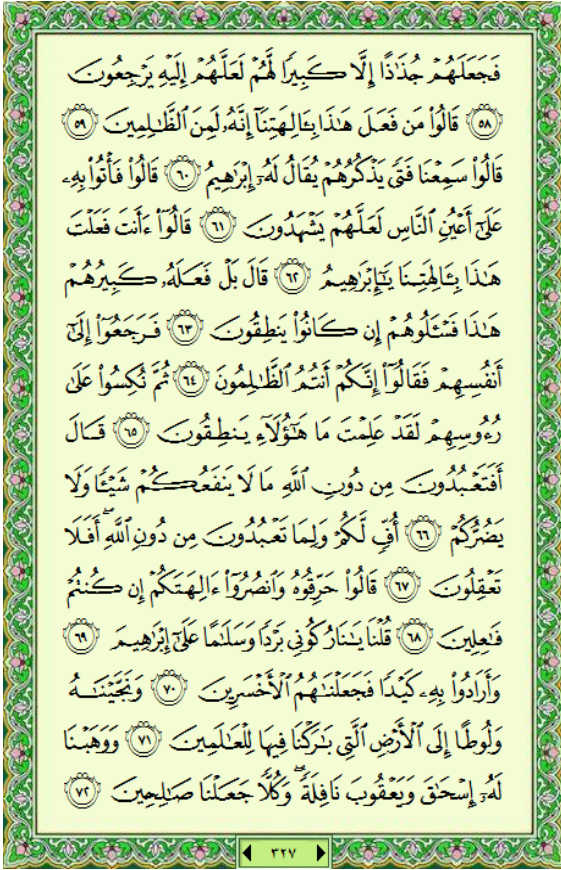 فَجَعَلَهُمْ جُذَٰذًا إِلَّا كَبِيرًا لَّهُمْ لَعَلَّهُمْ إِلَيْهِ يَرْجِعُونَ
﴿٥٨﴾ قَالُوا۟ مَن فَعَلَ هَٰذَا بِـَٔالِهَتِنَآ إِنَّهُۥ لَمِنَ ٱلظَّٰلِمِينَ ﴿٥٩﴾
قَالُوا۟ سَمِعْنَا فَتًى يَذْكُرُهُمْ يُقَالُ لَهُۥٓ إِبْرَٰهِيمُ ﴿٦٠﴾ قَالُوا۟ فَأْتُوا۟ بِهِۦ
عَلَىٰٓ أَعْيُنِ ٱلنَّاسِ لَعَلَّهُمْ يَشْهَدُونَ ﴿٦١﴾ قَالُوٓا۟ ءَأَنتَ فَعَلْتَ
هَٰذَا بِـَٔالِهَتِنَا يَٰٓإِبْرَٰهِيمُ ﴿٦٢﴾ قَالَ بَلْ فَعَلَهُۥ كَبِيرُهُمْ
هَٰذَا فَسْـَٔلُوهُمْ إِن كَانُوا۟ يَنطِقُونَ ﴿٦٣﴾ فَرَجَعُوٓا۟ إِلَىٰٓ
أَنفُسِهِمْ فَقَالُوٓا۟ إِنَّكُمْ أَنتُمُ ٱلظَّٰلِمُونَ ﴿٦٤﴾ ثُمَّ نُكِسُوا۟ عَلَىٰ
رُءُوسِهِمْ لَقَدْ عَلِمْتَ مَا هَٰٓؤُلَآءِ يَنطِقُونَ ﴿٦٥﴾ قَالَ
أَفَتَعْبُدُونَ مِن دُونِ ٱللَّهِ مَا لَا يَنفَعُكُمْ شَيْـًٔا وَلَا
يَضُرُّكُمْ ﴿٦٦﴾ أُفٍّ لَّكُمْ وَلِمَا تَعْبُدُونَ مِن دُونِ ٱللَّهِ ۖ أَفَلَا
تَعْقِلُونَ ﴿٦٧﴾ قَالُوا۟ حَرِّقُوهُ وَٱنصُرُوٓا۟ ءَالِهَتَكُمْ إِن كُنتُمْ
فَٰعِلِينَ ﴿٦٨﴾ قُلْنَا يَٰنَارُ كُونِى بَرْدًا وَسَلَٰمًا عَلَىٰٓ إِبْرَٰهِيمَ ﴿٦٩﴾
وَأَرَادُوا۟ بِهِۦ كَيْدًا فَجَعَلْنَٰهُمُ ٱلْأَخْسَرِينَ ﴿٧٠﴾ وَنَجَّيْنَٰهُ
وَلُوطًا إِلَى ٱلْأَرْضِ ٱلَّتِى بَٰرَكْنَا فِيهَا لِلْعَٰلَمِينَ ﴿٧١﴾ وَوَهَبْنَا
لَهُۥٓ إِسْحَٰقَ وَيَعْقُوبَ نَافِلَةً ۖ وَكُلًّا جَعَلْنَا صَٰلِحِينَ ﴿٧٢﴾
٣٢٧